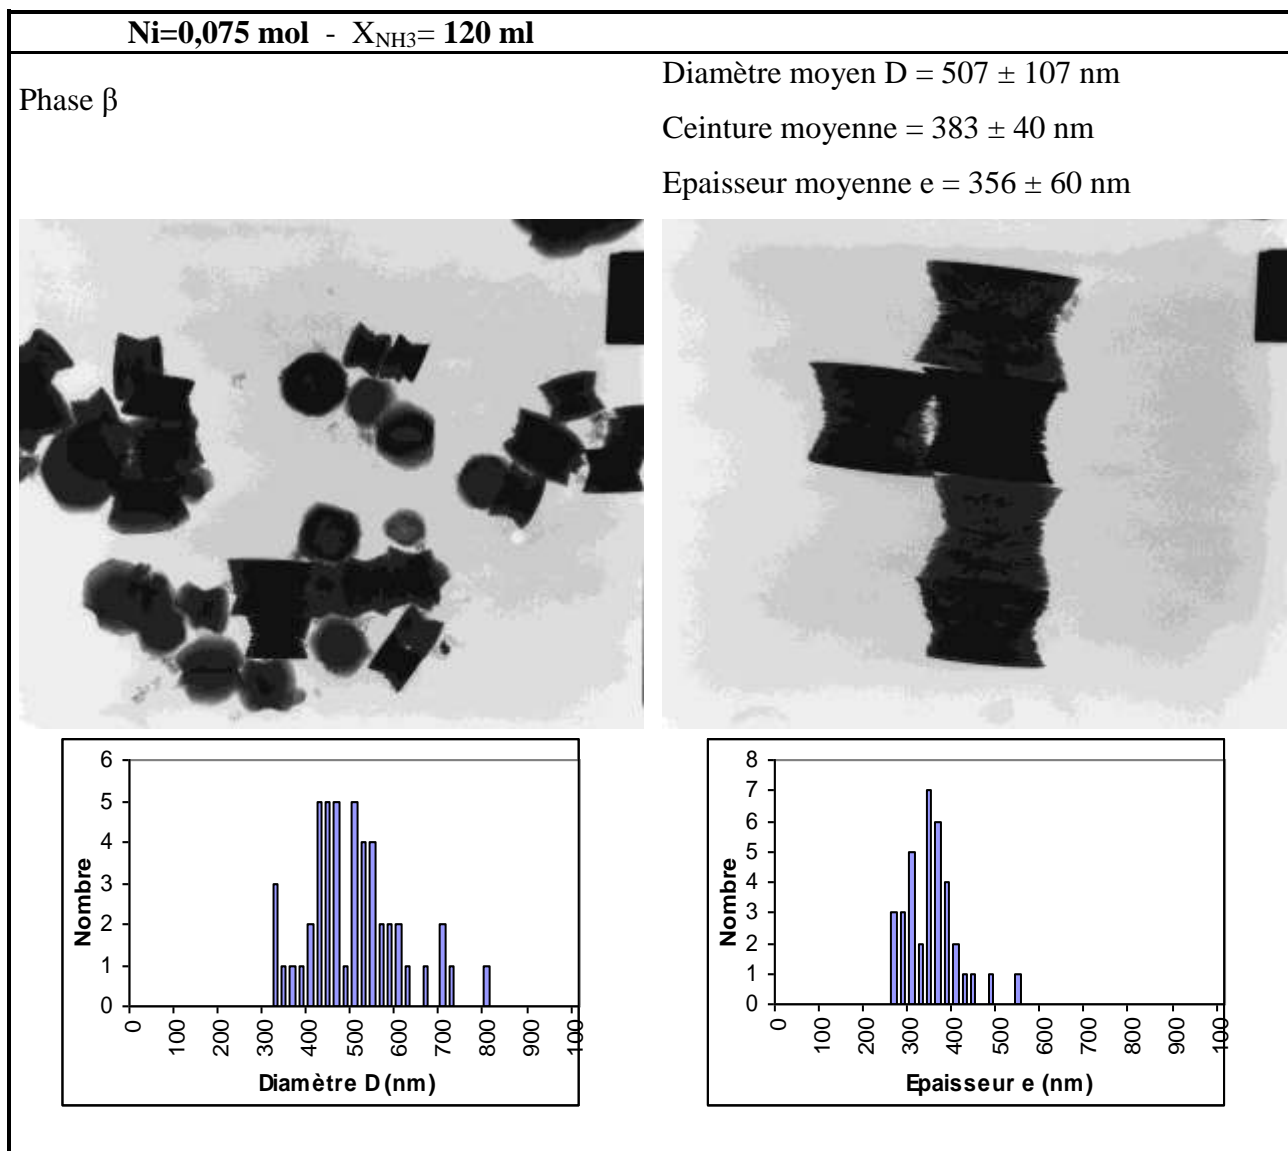 Ni=0,075 mol - XNH3= 120 ml
Phase β
Diamètre moyen D = 507 ± 107 nm
Ceinture moyenne = 383 ± 40 nm
Epaisseur moyenne e = 356 ± 60 nm
6
5
4
3
2
1
0
Nombre
0 100 200 300 400 500 600 700 800 900 100
Diamètre D (nm)
8
7
6
5
4
3
2
1
0
Nombre
0 100 200 300 400 500 600 700 800 900 100
Epaisseur e (nm)